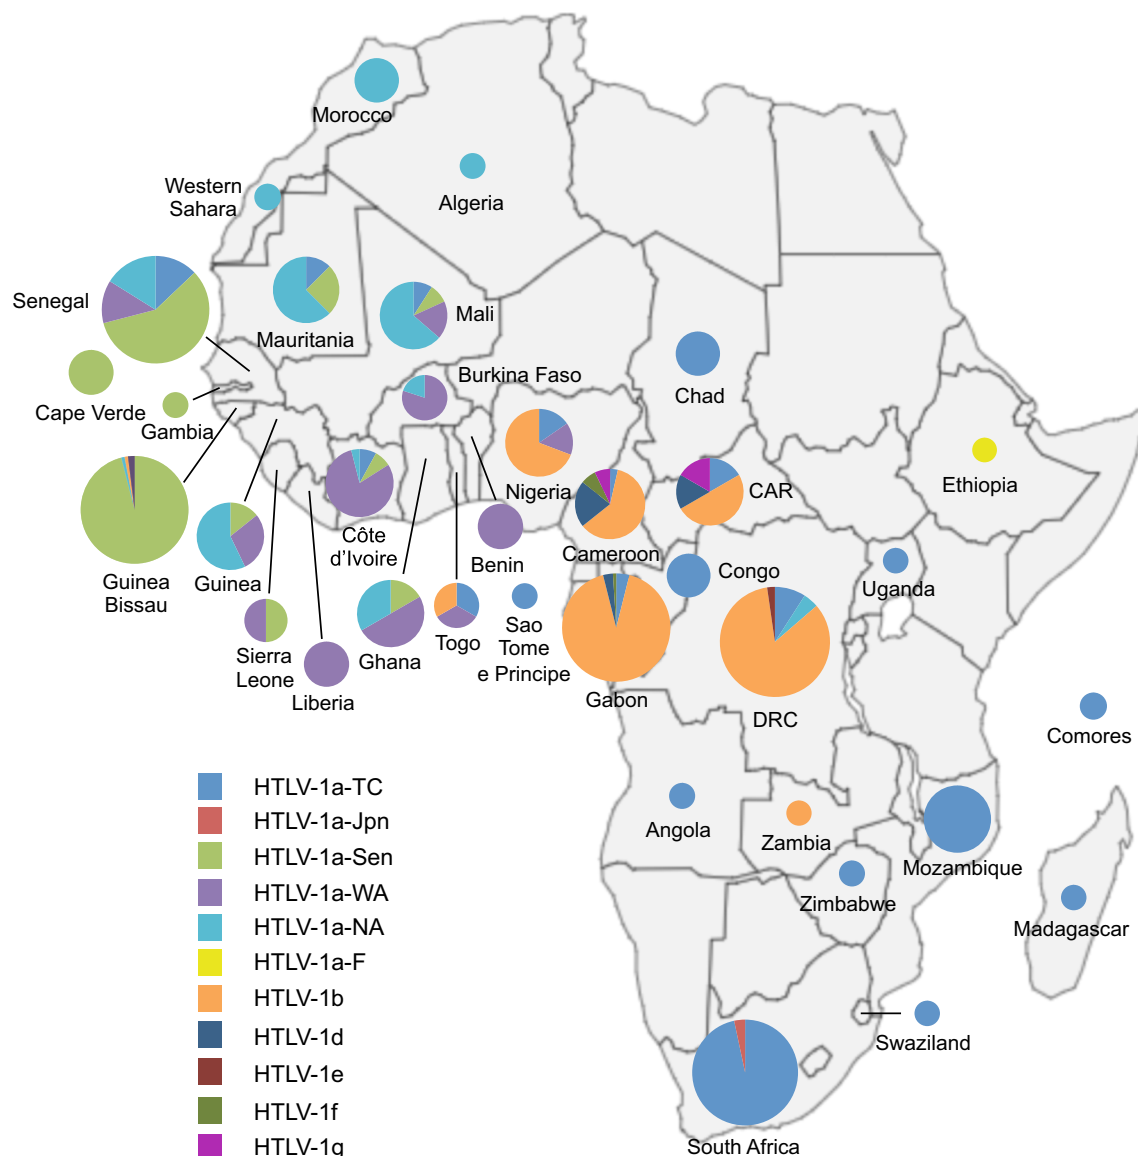 Morocco
Western
Sahara
Algeria
Senegal
Mauritania
Mali
Cape Verde
Gambia
Burkina Faso
Chad
Nigeria
CAR
Ethiopia
Côte
d'Ivoire
Benin
Cameroon
Guinea
Bissau
Guinea
Congo
Uganda
Sierra
Leone
Liberia
Ghana
Togo
Sao
Tome
e Principe
Gabon
DRC
Comores
Angola
Zambia
Mozambique
Zimbabwe
Madagascar
Swaziland
South Africa
HTLV-1a-TC
HTLV-1a-Jpn
HTLV-1a-Sen
HTLV-1a-WA
HTLV-1a-NA
HTLV-1a-F
HTLV-1b
HTLV-1d
HTLV-1e
HTLV-1f
HTLV-1g